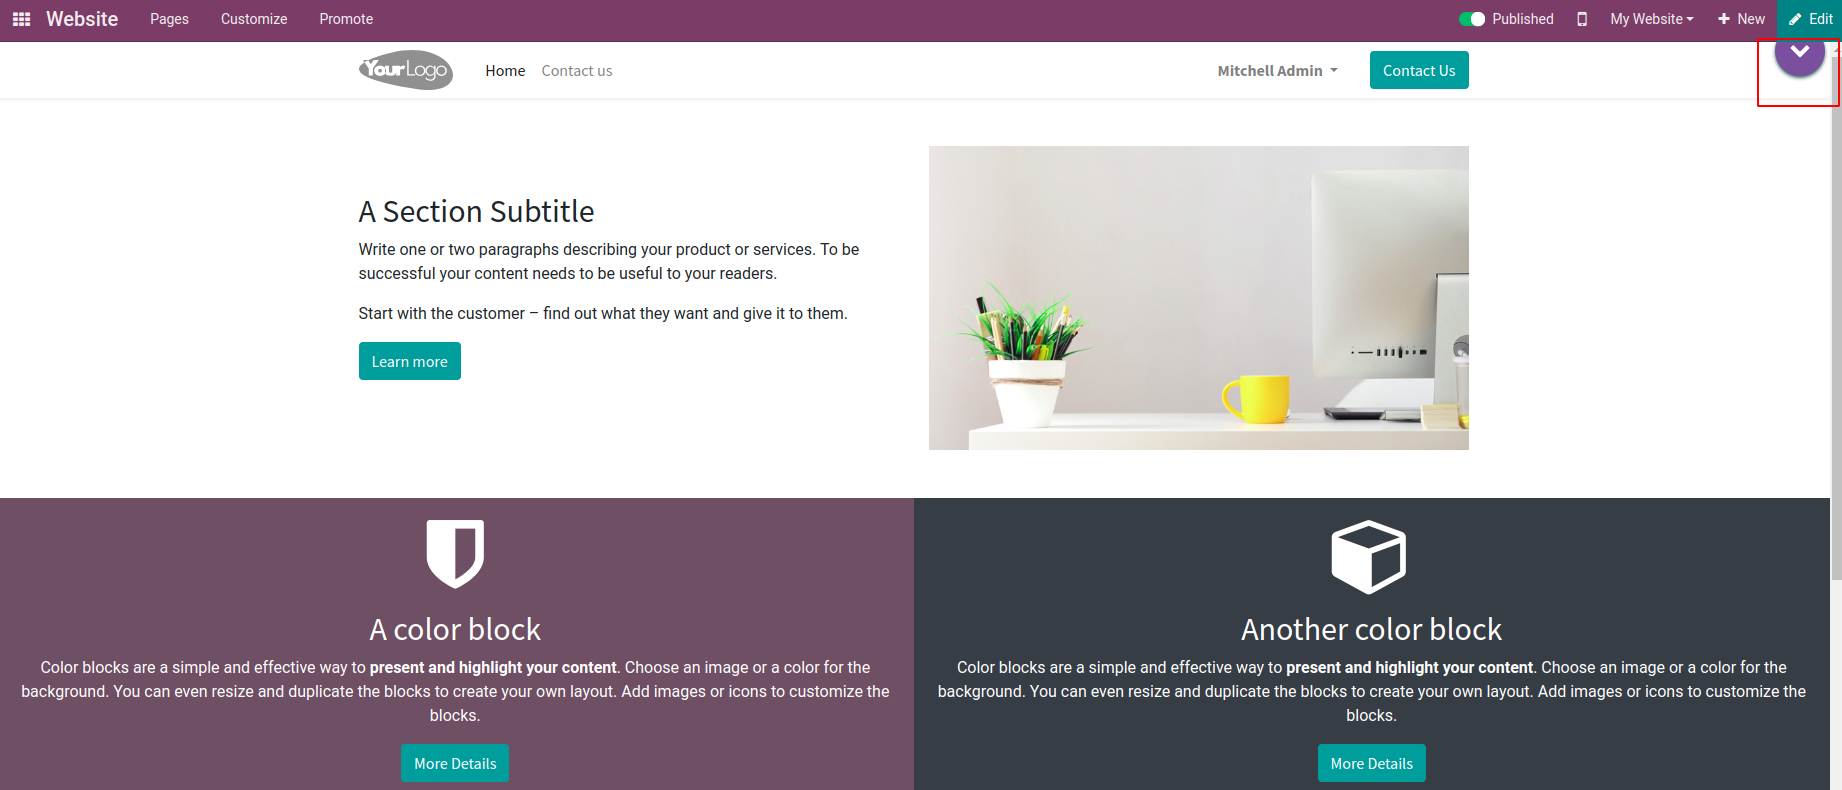 Website Pages Customize Promote Published My Website New Edit
YourLogo Home Contact us Mitchell Admin Contact Us
A Section Subtitle
Write one or two paragraphs describing your product or services. To be
successful your content needs to be useful to your readers.
Start with the customer – find out what they want and give it to them.
Learn more
A color block
Color blocks are a simple and effective way to present and highlight your content. Choose an image or a color for the
background. You can even resize and duplicate the blocks to create your own layout. Add images or icons to customize the
blocks.
More Details
Another color block
Color blocks are a simple and effective way to present and highlight your content. Choose an image or a color for the
background. You can even resize and duplicate the blocks to create your own layout. Add images or icons to customize the
blocks.
More Details